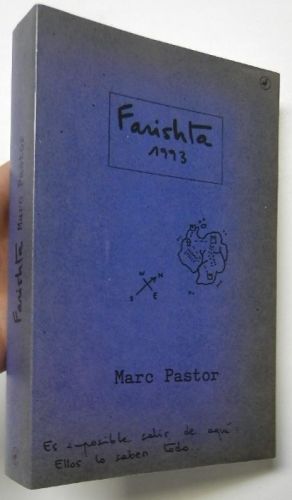 Farishta
1993
W N
S E
Marc Pastor
Es imposible salir de aquí.
Ellos lo saben todo...
Farishta Marc Pastor